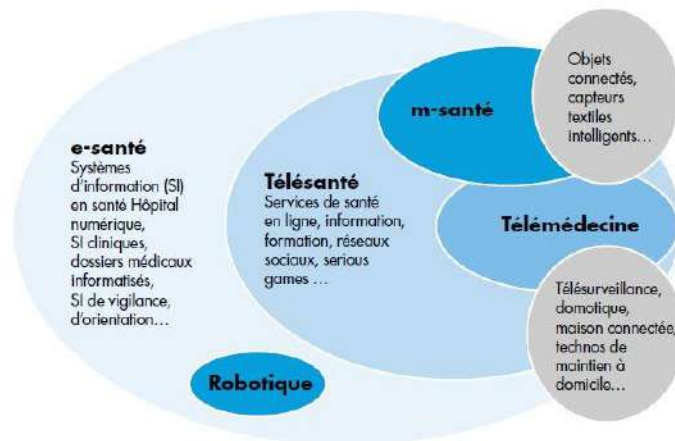 e-santé
Systèmes
d'information (SI)
en santé Hôpital
numérique,
SI cliniques,
dossiers médicaux
informatisés,
SI de vigilance,
d'orientation…
Télésanté
Services de santé
en ligne, information,
formation, réseaux
sociaux, serious
games …
m-santé
Objets
connectés,
capteurs
textiles
intelligents…
Télémédecine
Télésurveillance,
domotique,
maison connectée,
technos de
maintien à
domicile…
Robotique